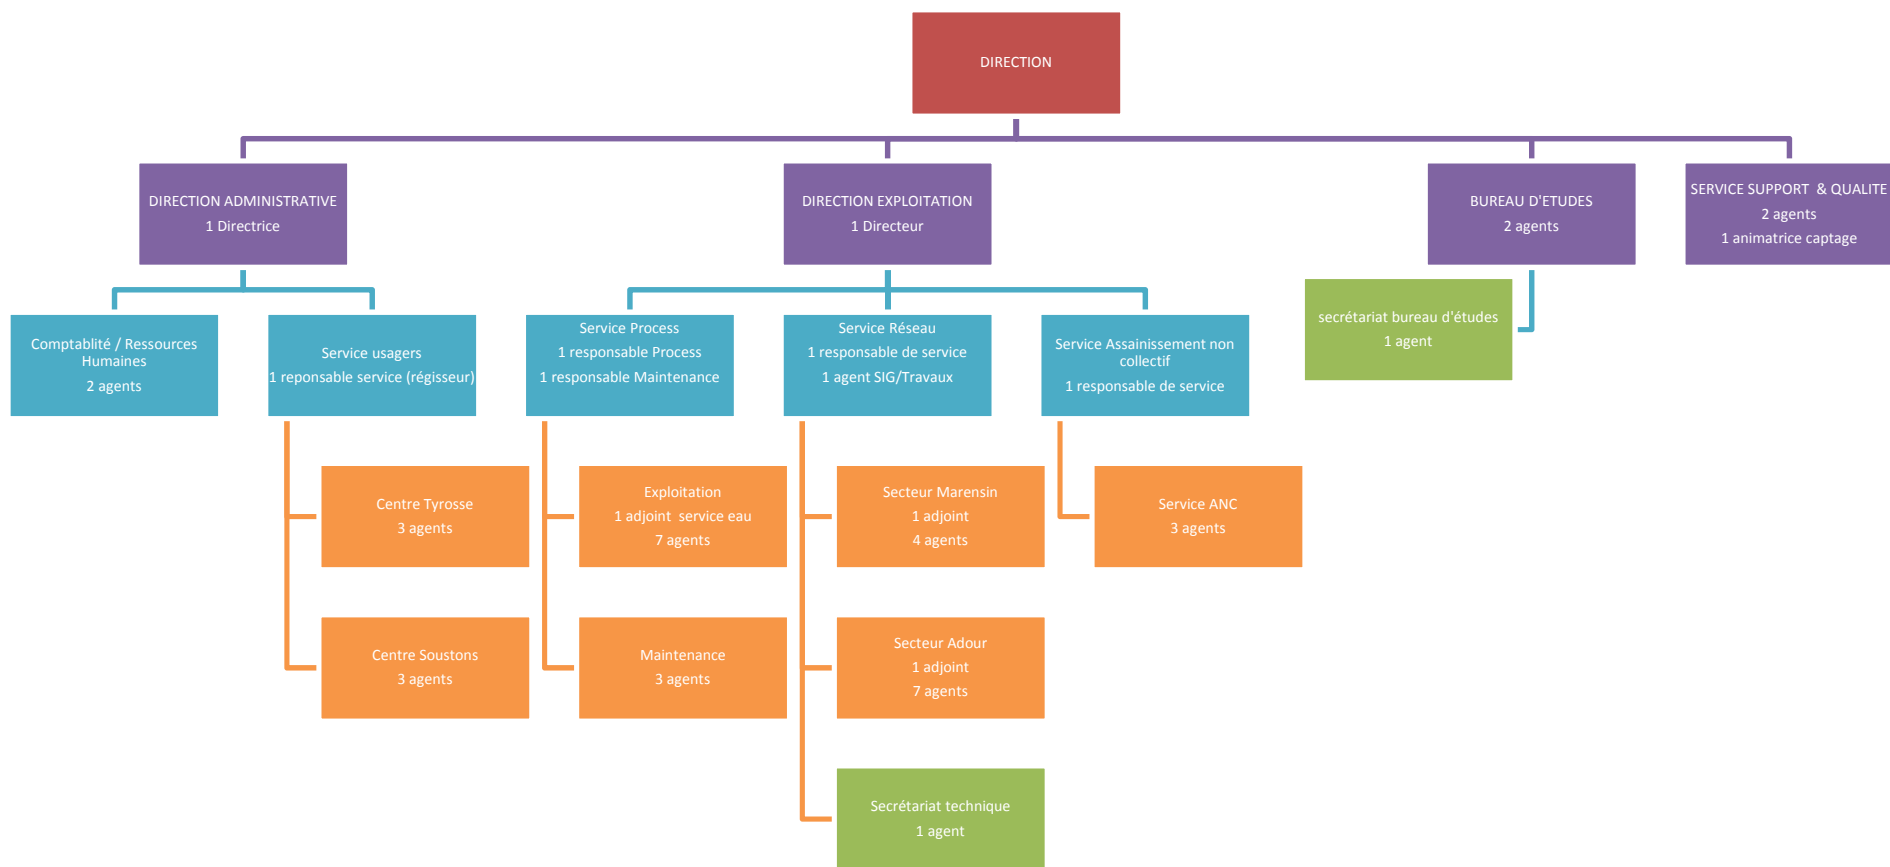 DIRECTION
DIRECTION ADMINISTRATIVE
1 Directrice
DIRECTION EXPLOITATION
1 Directeur
BUREAU D'ETUDES
2 agents
SERVICE SUPPORT & QUALITE
2 agents
1 animatrice captage
secrétariat bureau d'études
1 agent
Comptablité / Ressources
Humaines
2 agents
Service usagers
1 reponsable service (régisseur)
Service Process
1 responsable Process
1 responsable Maintenance
Service Réseau
1 responsable de service
1 agent SIG/Travaux
Service Assainissement non
collectif
1 responsable de service
Centre Tyrosse
3 agents
Exploitation
1 adjoint service eau
7 agents
Secteur Marensin
1 adjoint
4 agents
Service ANC
3 agents
Centre Soustons
3 agents
Maintenance
3 agents
Secteur Adour
1 adjoint
7 agents
Secrétariat technique
1 agent